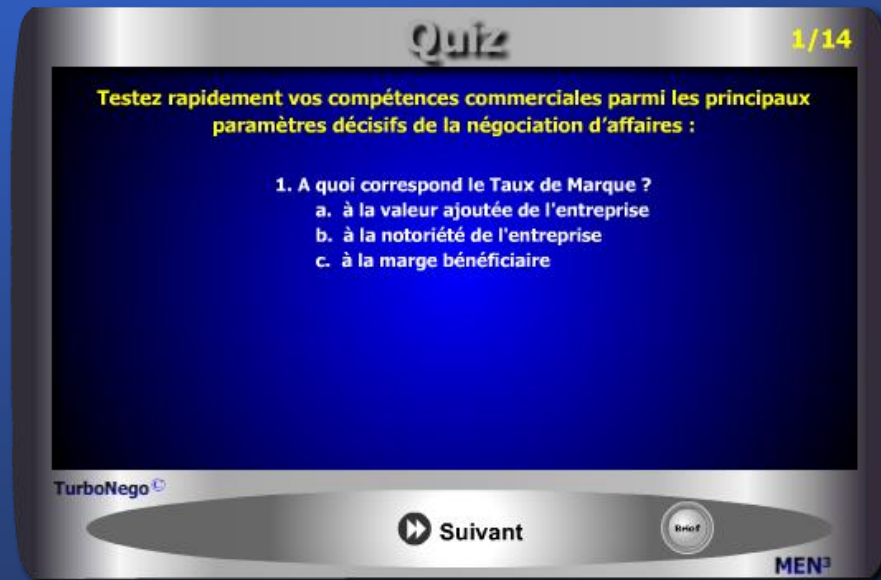 Quiz
1/14
Testez rapidement vos compétences commerciales parmi les principaux
paramètres décisifs de la négociation d’affaires :
1. A quoi correspond le Taux de Marque ?
a. à la valeur ajoutée de l'entreprise
b. à la notoriété de l'entreprise
c. à la marge bénéficiaire
TurboNego©
Suivant
Brief
MEN³